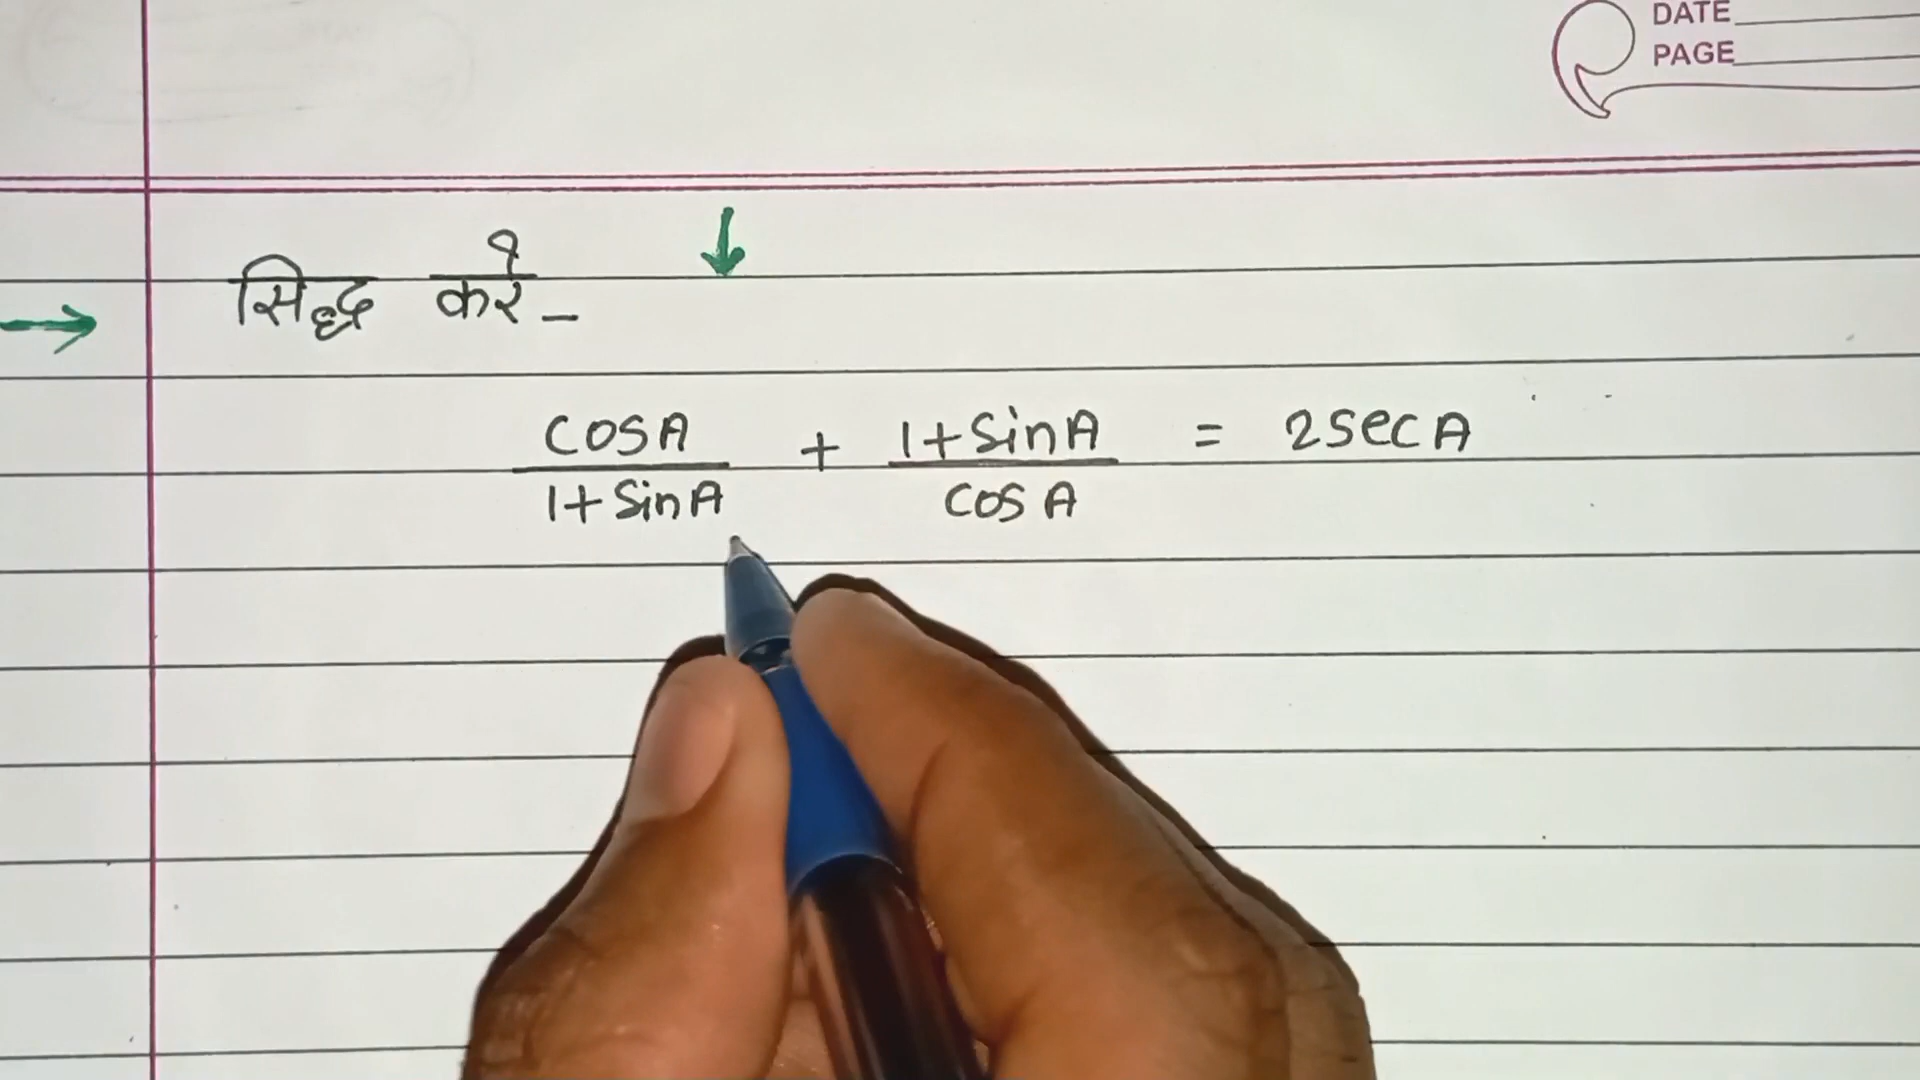 DATE
PAGE
सिद्ध करे -
cosA/1+sinA + 1+sinA/cosA = 2secA